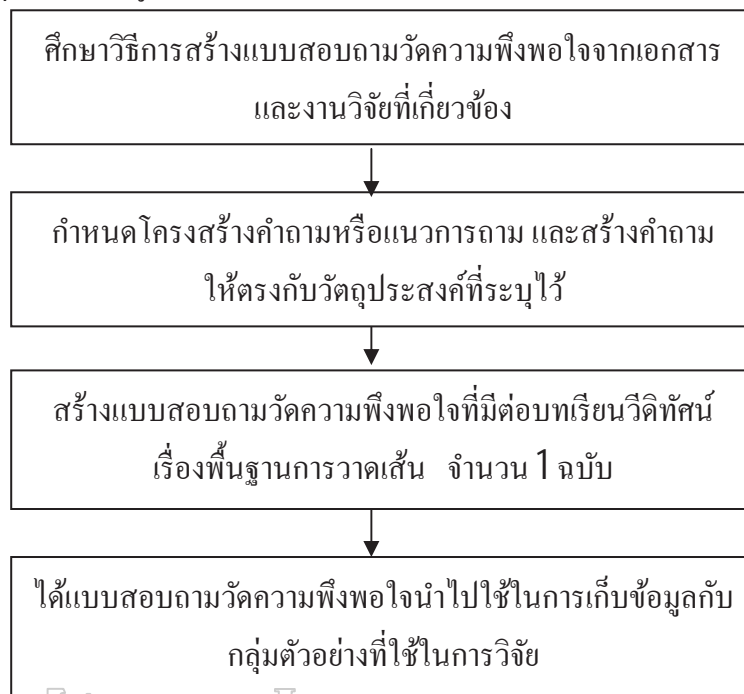 ศึกษาวิธีการสร้างแบบสอบถามวัดความพึงพอใจจากเอกสาร
และงานวิจัยที่เกี่ยวข้อง
กำหนดโครงสร้างคำถามหรือแนวการถาม และสร้างคำถาม
ให้ตรงกับวัตถุประสงค์ที่ระบุไว้
สร้างแบบสอบถามวัดความพึงพอใจที่มีต่อบทเรียนวีดิทัศน์
เรื่องพื้นฐานการวาดเส้น จำนวน 1 ฉบับ
ได้แบบสอบถามวัดความพึงพอใจนำไปใช้ในการเก็บข้อมูลกับ
กลุ่มตัวอย่างที่ใช้ในการวิจัย